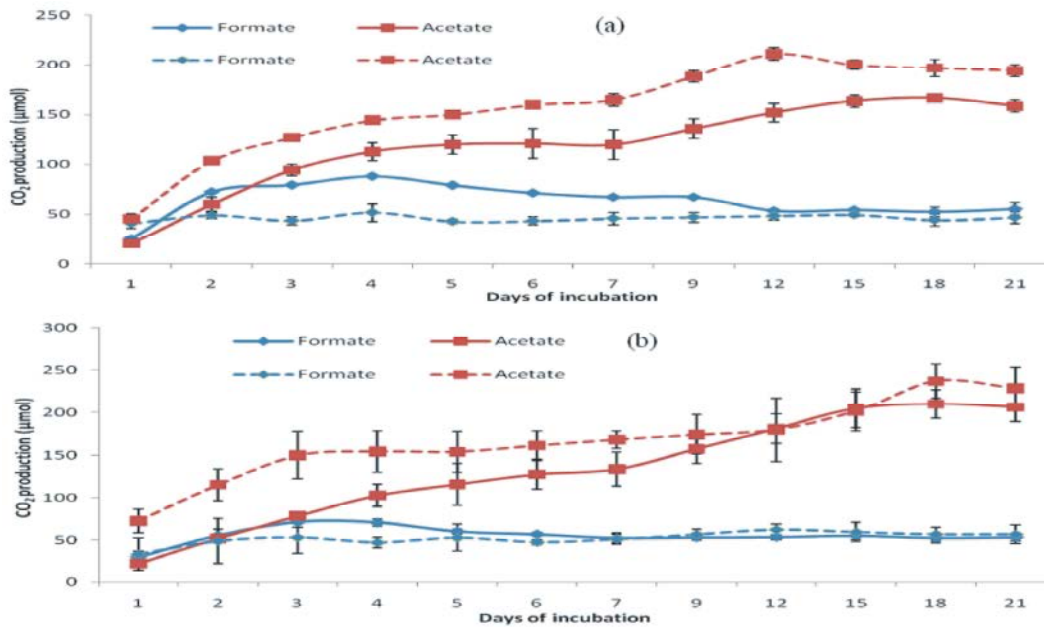 250
200
150
100
50
0
CO₂ production (µmol)
Formate Acetate (a)
Formate Acetate
1 2 3 4 5 6 7 9 12 15 18 21
Days of incubation
300
250
200
150
100
50
0
CO₂ production (µmol)
Formate Acetate (b)
Formate Acetate
1 2 3 4 5 6 7 9 12 15 18 21
Days of incubation